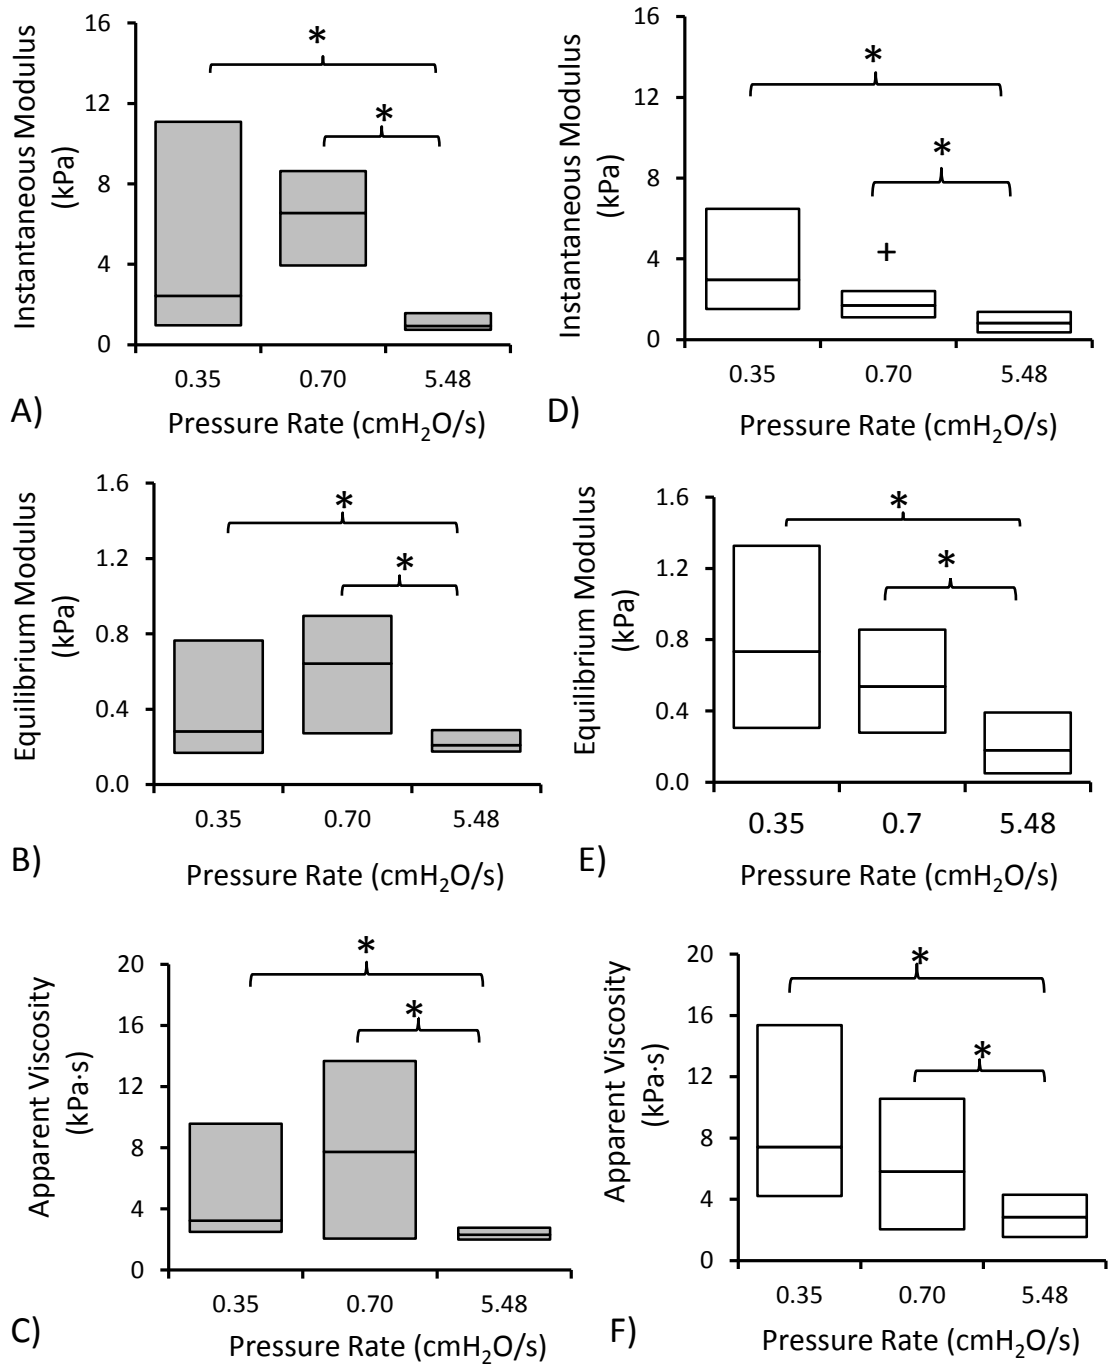 Instantaneous Modulus
(kPa)
16
12
8
4
0
*
*
0.35 0.70 5.48
A)
Pressure Rate (cmH₂O/s)
Instantaneous Modulus
(kPa)
16
12
8
4
0
*
*
+
0.35 0.70 5.48
D)
Pressure Rate (cmH₂O/s)
Equilibrium Modulus
(kPa)
1.6
1.2
0.8
0.4
0.0
*
*
0.35 0.70 5.48
B)
Pressure Rate (cmH₂O/s)
Equilibrium Modulus
(kPa)
1.6
1.2
0.8
0.4
0.0
*
*
0.35 0.7 5.48
E)
Pressure Rate (cmH₂O/s)
Apparent Viscosity
(kPa·s)
20
16
12
8
4
0
*
*
0.35 0.70 5.48
C)
Pressure Rate (cmH₂O/s)
Apparent Viscosity
(kPa·s)
20
16
12
8
4
0
*
*
0.35 0.70 5.48
F)
Pressure Rate (cmH₂O/s)